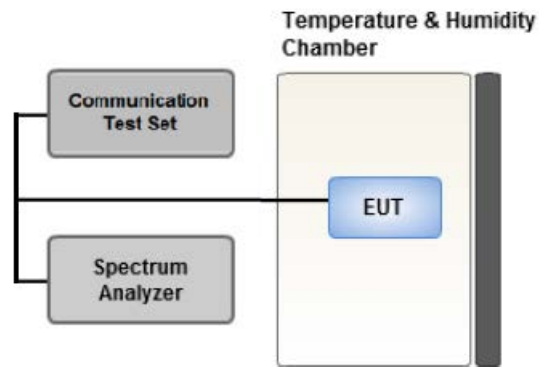 Temperature & Humidity
Chamber
Communication
Test Set
EUT
Spectrum
Analyzer